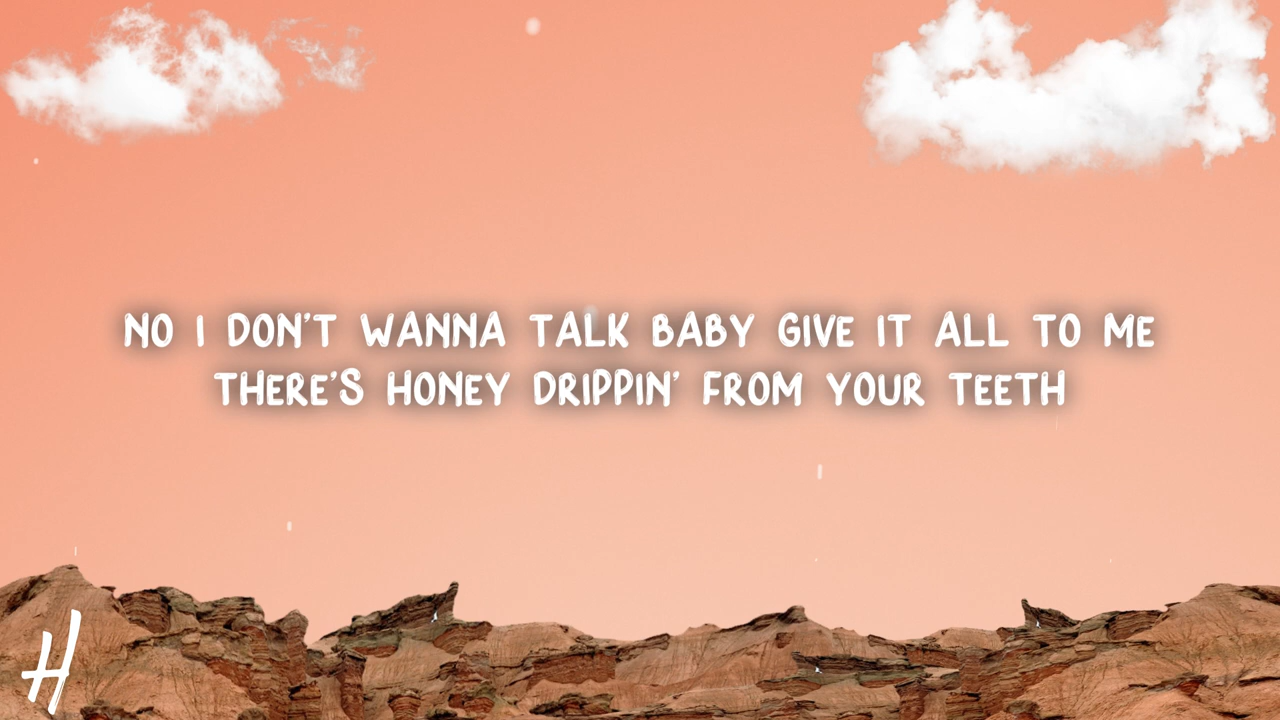 NO I DON'T WANNA TALK BABY GIVE IT ALL TO ME
THERE'S HONEY DRIPPIN' FROM YOUR TEETH
H